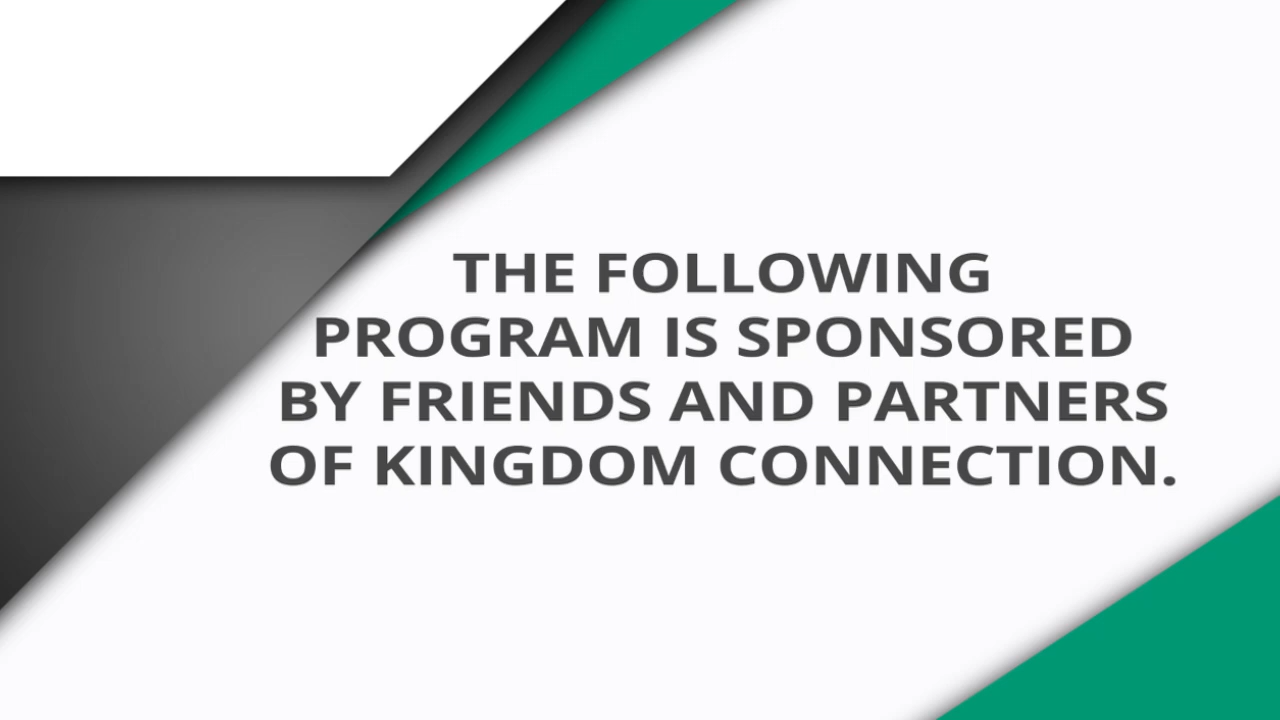 THE FOLLOWING
PROGRAM IS SPONSORED
BY FRIENDS AND PARTNERS
OF KINGDOM CONNECTION.